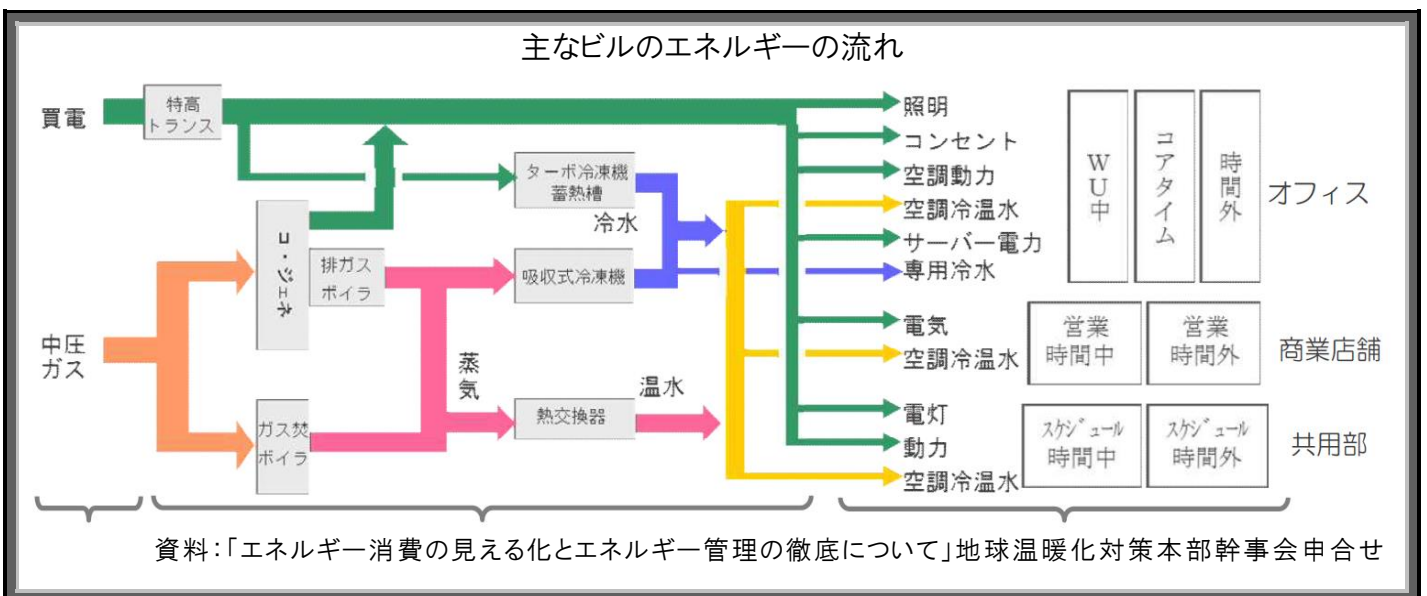 主なビルのエネルギーの流れ
買電
特高
トランス
中圧
ガス
コ・ジェネ
排ガス
ボイラ
ガス焚
ボイラ
蒸気
ターボ冷凍機
蓄熱槽
冷水
吸収式冷凍機
熱交換器
温水
照明
コンセント
空調動力
空調冷温水
サーバー電力
専用冷水
電気
空調冷温水
電灯
動力
空調冷温水
WU中
コアタイム
時間外
オフィス
営業
時間中
営業
時間外
商業店舗
スケジュール
時間中
スケジュール
時間外
共用部
資料:「エネルギー消費の見える化とエネルギー管理の徹底について」地球温暖化対策本部幹事会申合せ